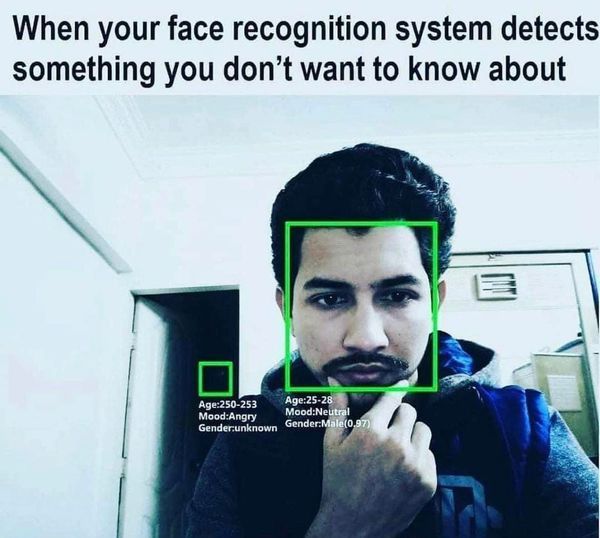 When your face recognition system detects
something you don't want to know about
Age:250-253
Mood:Angry
Gender:unknown
Age:25-28
Mood:Neutral
Gender:Male(0.97)